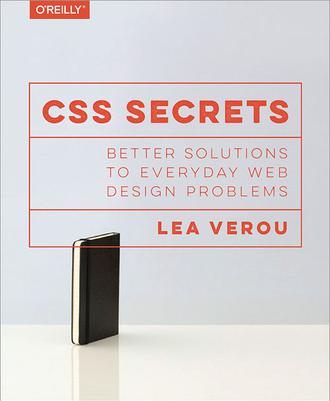 O'REILLY®
CSS SECRETS
BETTER SOLUTIONS
TO EVERYDAY WEB
DESIGN PROBLEMS
LEA VEROU